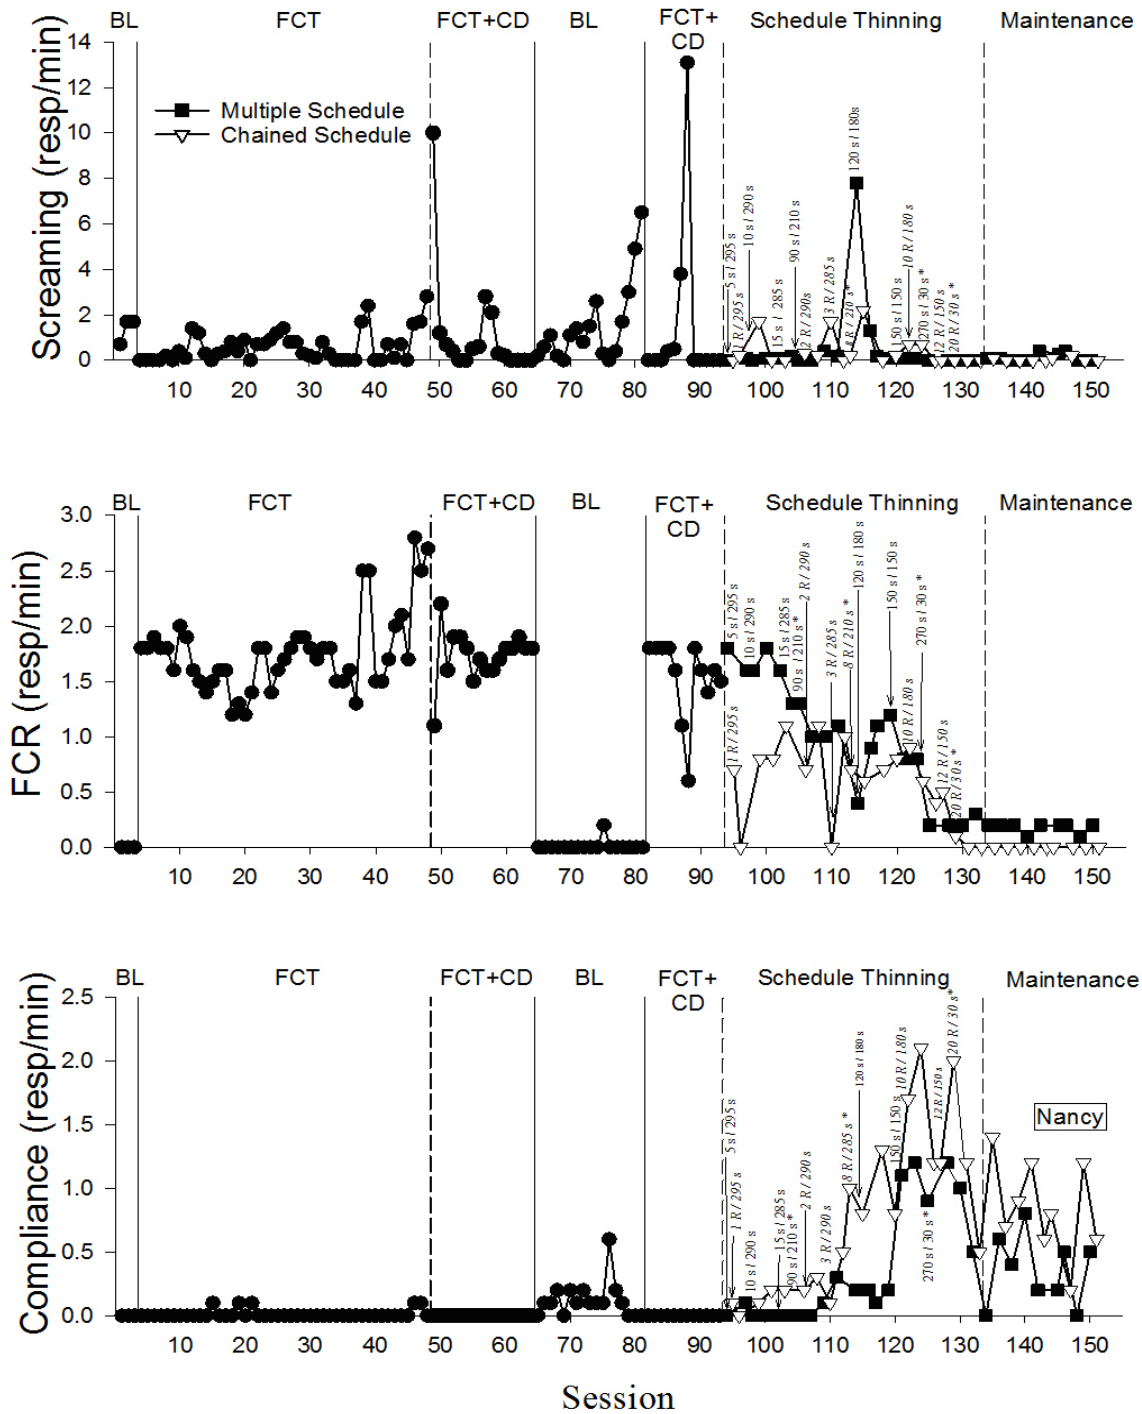 BL FCT FCT+CD BL FCT+ CD Schedule Thinning Maintenance
Screaming (resp/min)
14
12
10
8
6
4
2
0
Multiple Schedule
Chained Schedule
5 s / 295 s
1 R / 295 s
10 s / 290 s
15 s / 285 s
90 s / 210 s
2 R / 290s
3 R / 285 s
8 R / 210 s*
120 s / 180s
150 s / 150 s
10 R / 180 s
270 s / 30 s*
12 R / 150 s
20 R / 30 s*
10 20 30 40 50 60 70 80 90 100 110 120 130 140 150
BL FCT FCT+CD BL FCT+ CD Schedule Thinning Maintenance
FCR (resp/min)
3.0
2.5
2.0
1.5
1.0
0.5
0.0
1 R / 295 s
5 s / 295 s
10 s / 290 s
15 s / 285 s
90 s / 210 s*
2 R / 290 s
3 R / 285 s
8 R / 210 s*
120 s / 180 s
150 s / 150 s
10 R / 180 s
270 s / 30 s*
12 R / 150 s
20 R / 30 s*
10 20 30 40 50 60 70 80 90 100 110 120 130 140 150
BL FCT FCT+CD BL FCT+ CD Schedule Thinning Maintenance
Compliance (resp/min)
2.5
2.0
1.5
1.0
0.5
0.0
5 s / 295 s
1 R / 295 s
10 s / 290 s
15 s / 285 s
90 s / 210 s*
2 R / 290 s
3 R / 290 s
8 R / 285 s*
120 s / 180 s
150 s / 150 s
10 R / 180 s
270 s / 30 s*
12 R / 150 s
20 R / 30 s*
Nancy
10 20 30 40 50 60 70 80 90 100 110 120 130 140 150
Session